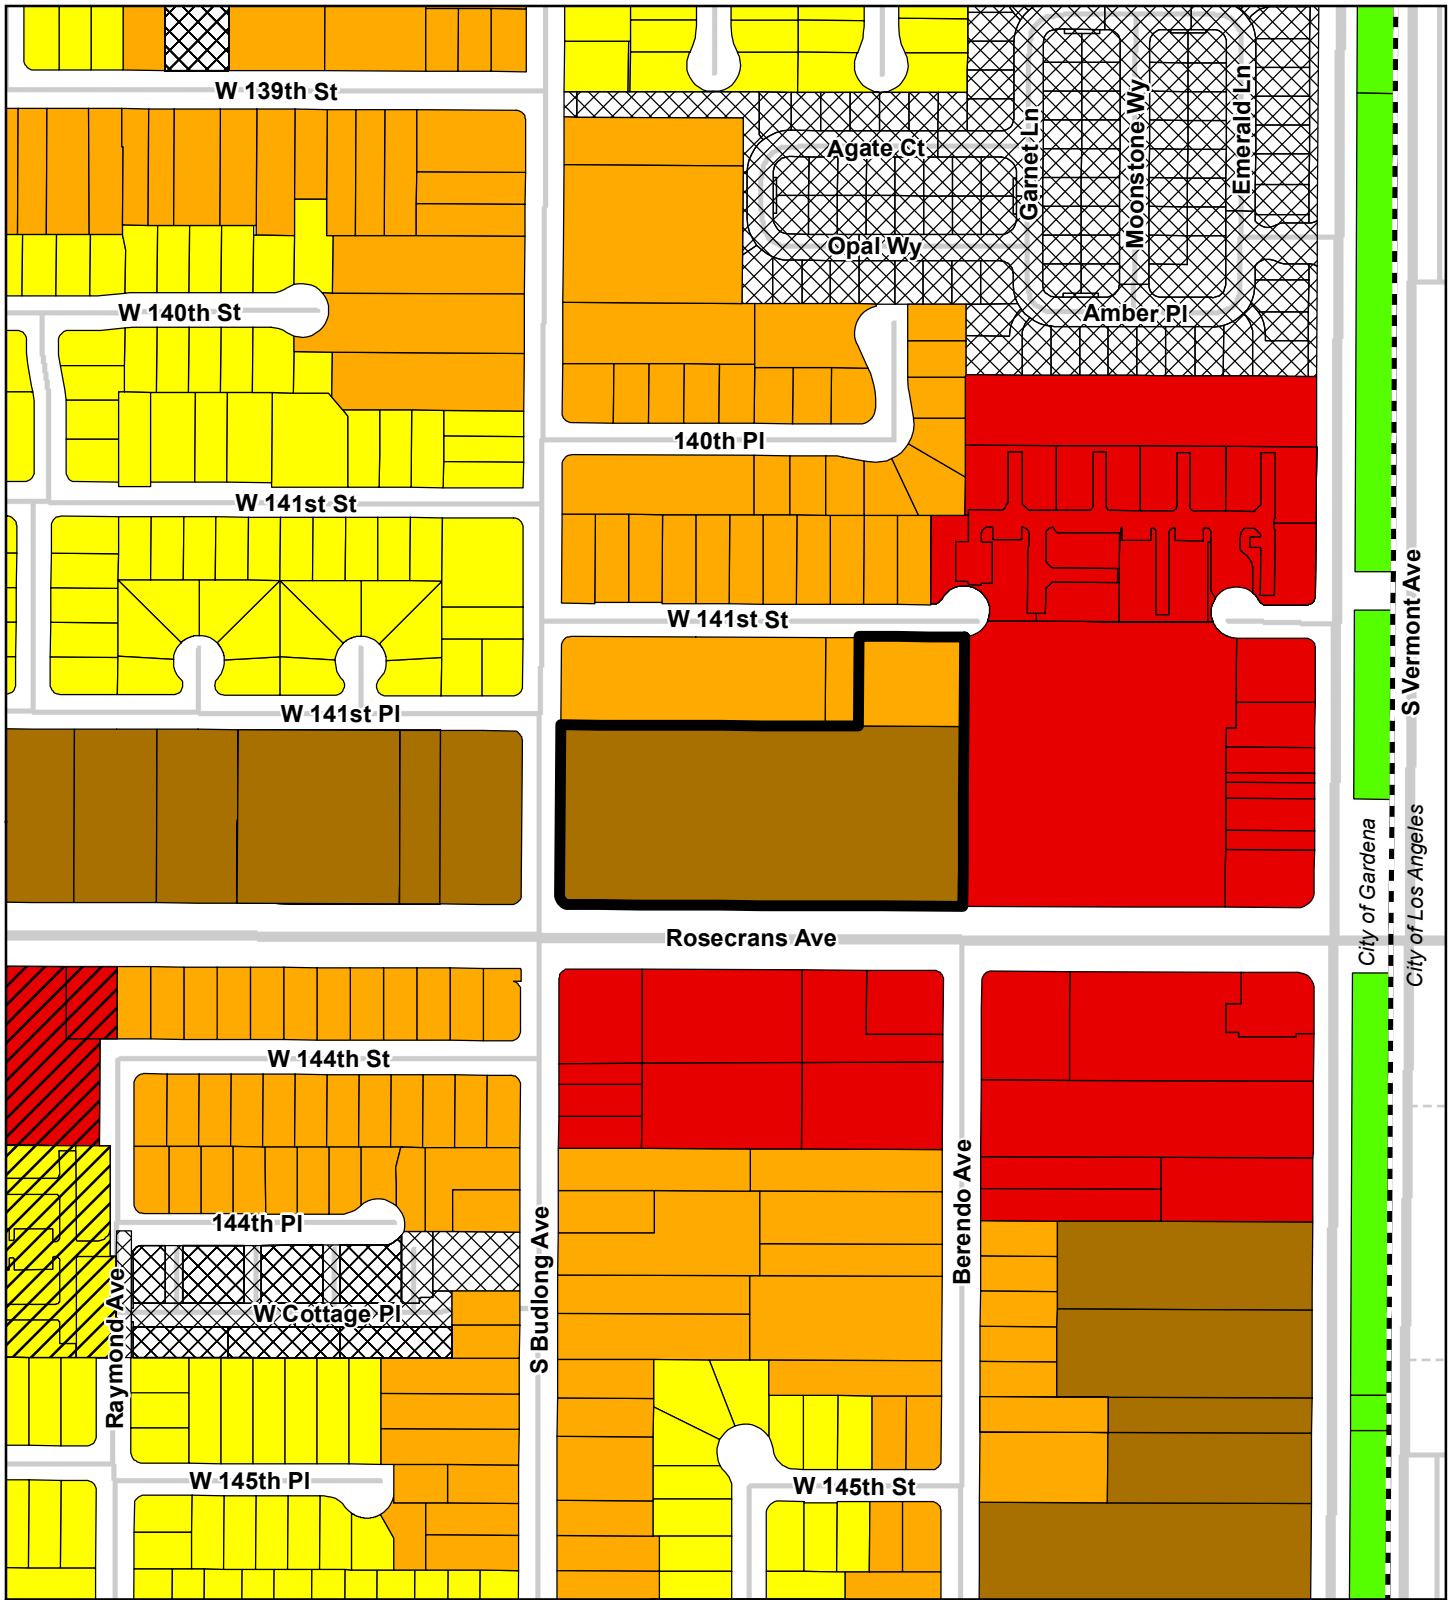 W 139th St
Agate Ct
Garnet Ln
Moonstone Wy
Emerald Ln
Opal Wy
W 140th St
Amber Pl
140th Pl
W 141st St
W 141st St
S Vermont Ave
W 141st Pl
City of Gardena
City of Los Angeles
Rosecrans Ave
W 144th St
144th Pl
Berendo Ave
S Budlong Ave
W Cottage Pl
Raymond Ave
W 145th Pl
W 145th St